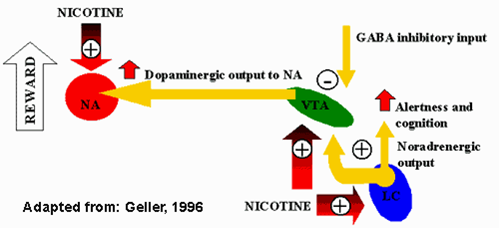 NICOTINE
+
GABA inhibitory input
REWARD
Dopaminergic output to NA
−
NA
VTA
Alertness and
cognition
+
+
Noradrenergic
output
NICOTINE
+
LC
Adapted from: Geller, 1996